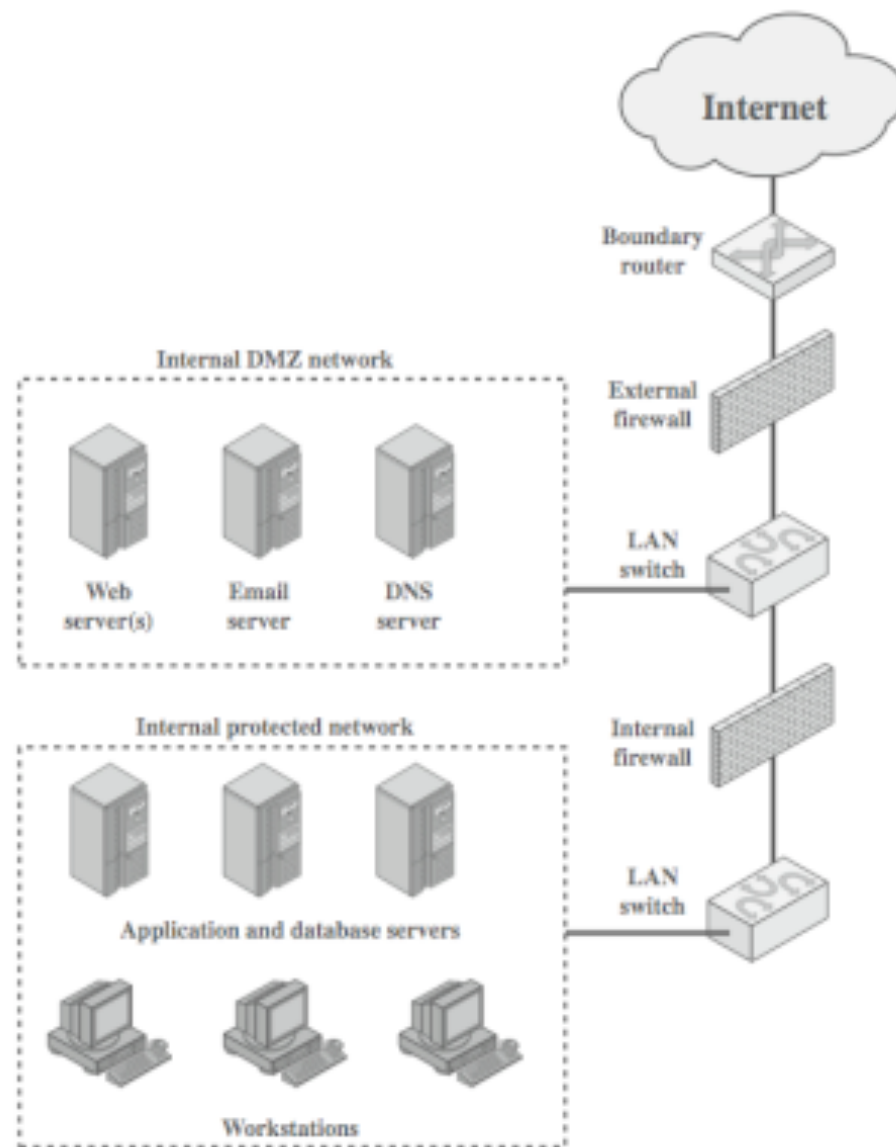 Internet
Boundary
router
Internal DMZ network
External
firewall
LAN
switch
Web
server(s)
Email
server
DNS
server
Internal protected network
Internal
firewall
LAN
switch
Application and database servers
Workstations